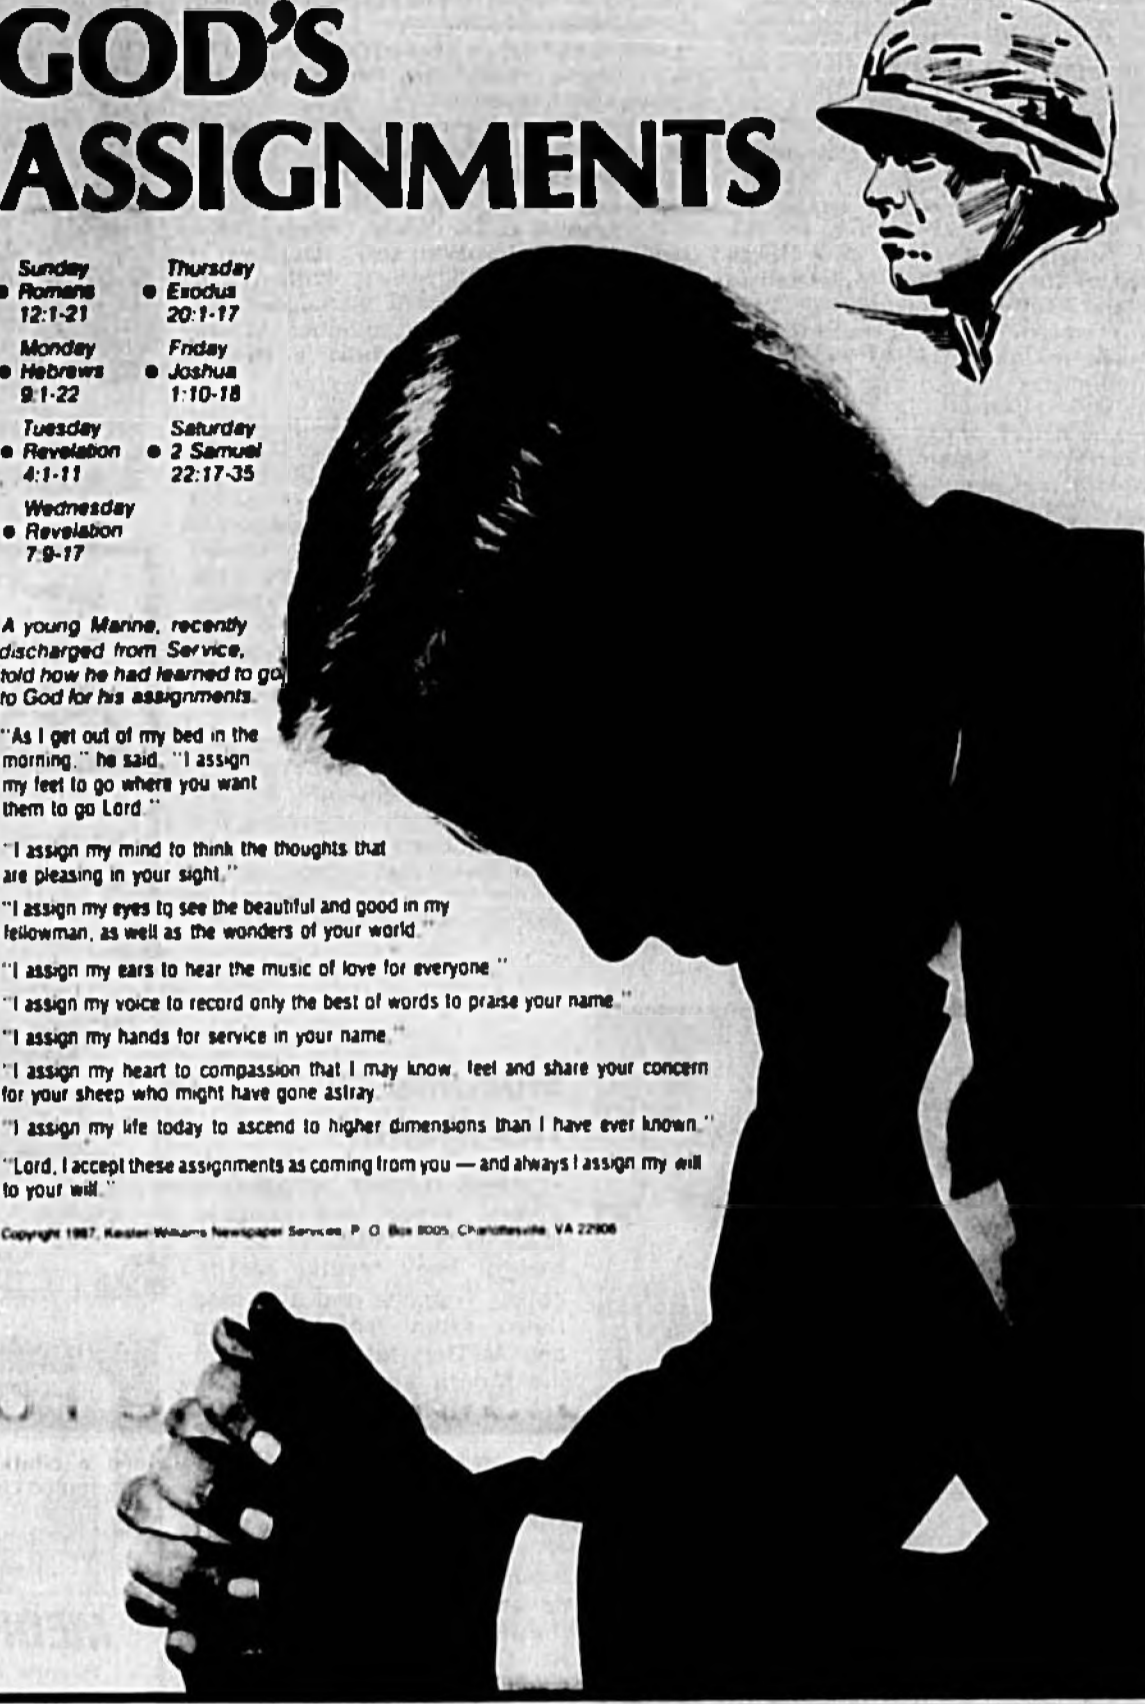 GOD'S
ASSIGNMENTS
Sunday
• Romans
12:1-21
Monday
• Hebrews
9:1-22
Tuesday
• Revelation
4:1-11
Wednesday
• Revelation
7:9-17
Thursday
• Exodus
20:1-17
Friday
• Joshua
1:10-18
Saturday
• 2 Samuel
22:17-35
A young Marine, recently
discharged from Service,
told how he had learned to go
to God for his assignments.
"As I get out of my bed in the
morning," he said, "I assign
my feet to go where you want
them to go Lord."
"I assign my mind to think the thoughts that
are pleasing in your sight."
"I assign my eyes to see the beautiful and good in my
fellowman, as well as the wonders of your world."
"I assign my ears to hear the music of love for everyone."
"I assign my voice to record only the best of words to praise your name."
"I assign my hands for service in your name."
"I assign my heart to compassion that I may know, feel and share your concern
for your sheep who might have gone astray."
"I assign my life today to ascend to higher dimensions than I have ever known."
"Lord, I accept these assignments as coming from you — and always I assign my will
to your will."
Copyright 1987, Keister-Williams Newspaper Services, P. O. Box 8005, Charlottesville, VA 22906